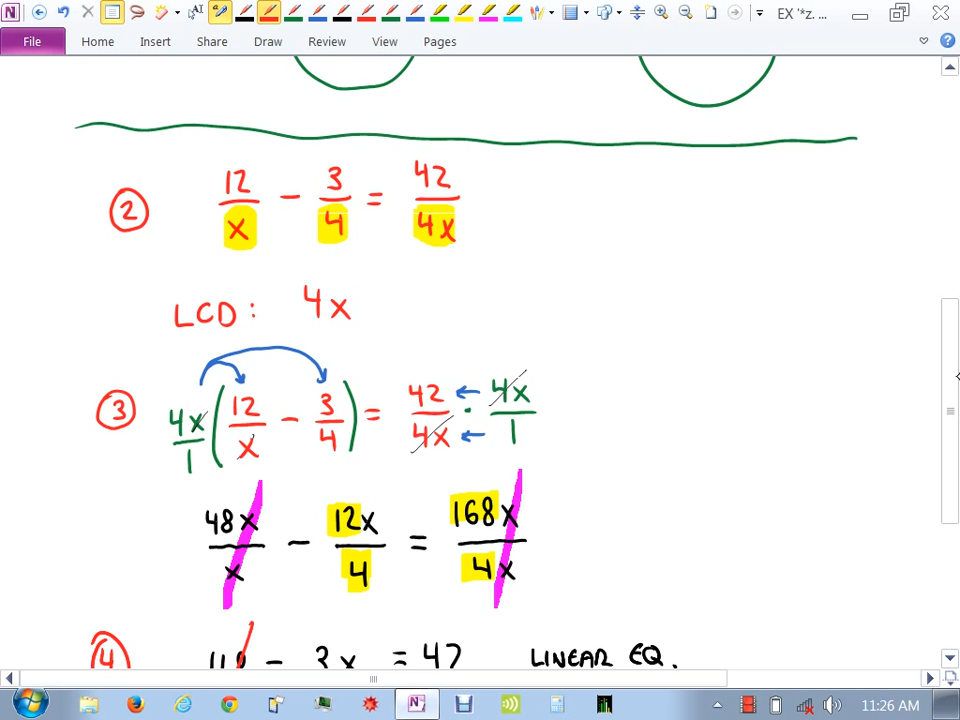 EX '*z. ...
File Home Insert Share Draw Review View Pages
② 12/x − 3/4 = 42/4x
LCD: 4x
③ 4x/1 (12/x − 3/4) = 42/4x · 4x/1
48x/x − 12x/4 = 168x/4x
④ 48 − 3x = 42 LINEAR EQ.
11:26 AM